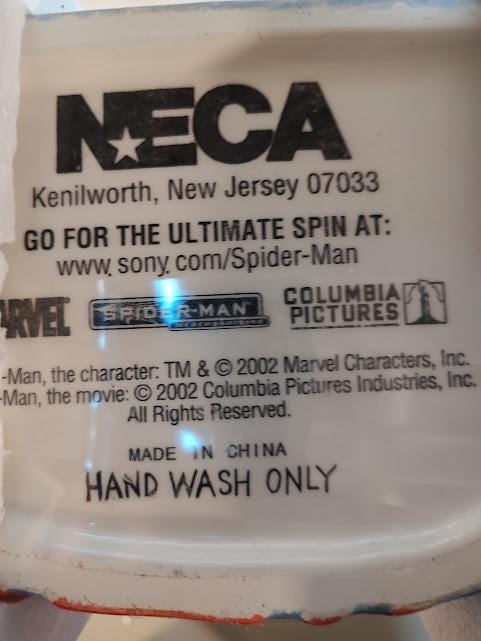 NECA
Kenilworth, New Jersey 07033
GO FOR THE ULTIMATE SPIN AT:
www.sony.com/Spider-Man
MARVEL SPIDER-MAN COLUMBIA PICTURES
-Man, the character: TM & © 2002 Marvel Characters, Inc.
-Man, the movie: © 2002 Columbia Pictures Industries, Inc.
All Rights Reserved.
MADE IN CHINA
HAND WASH ONLY